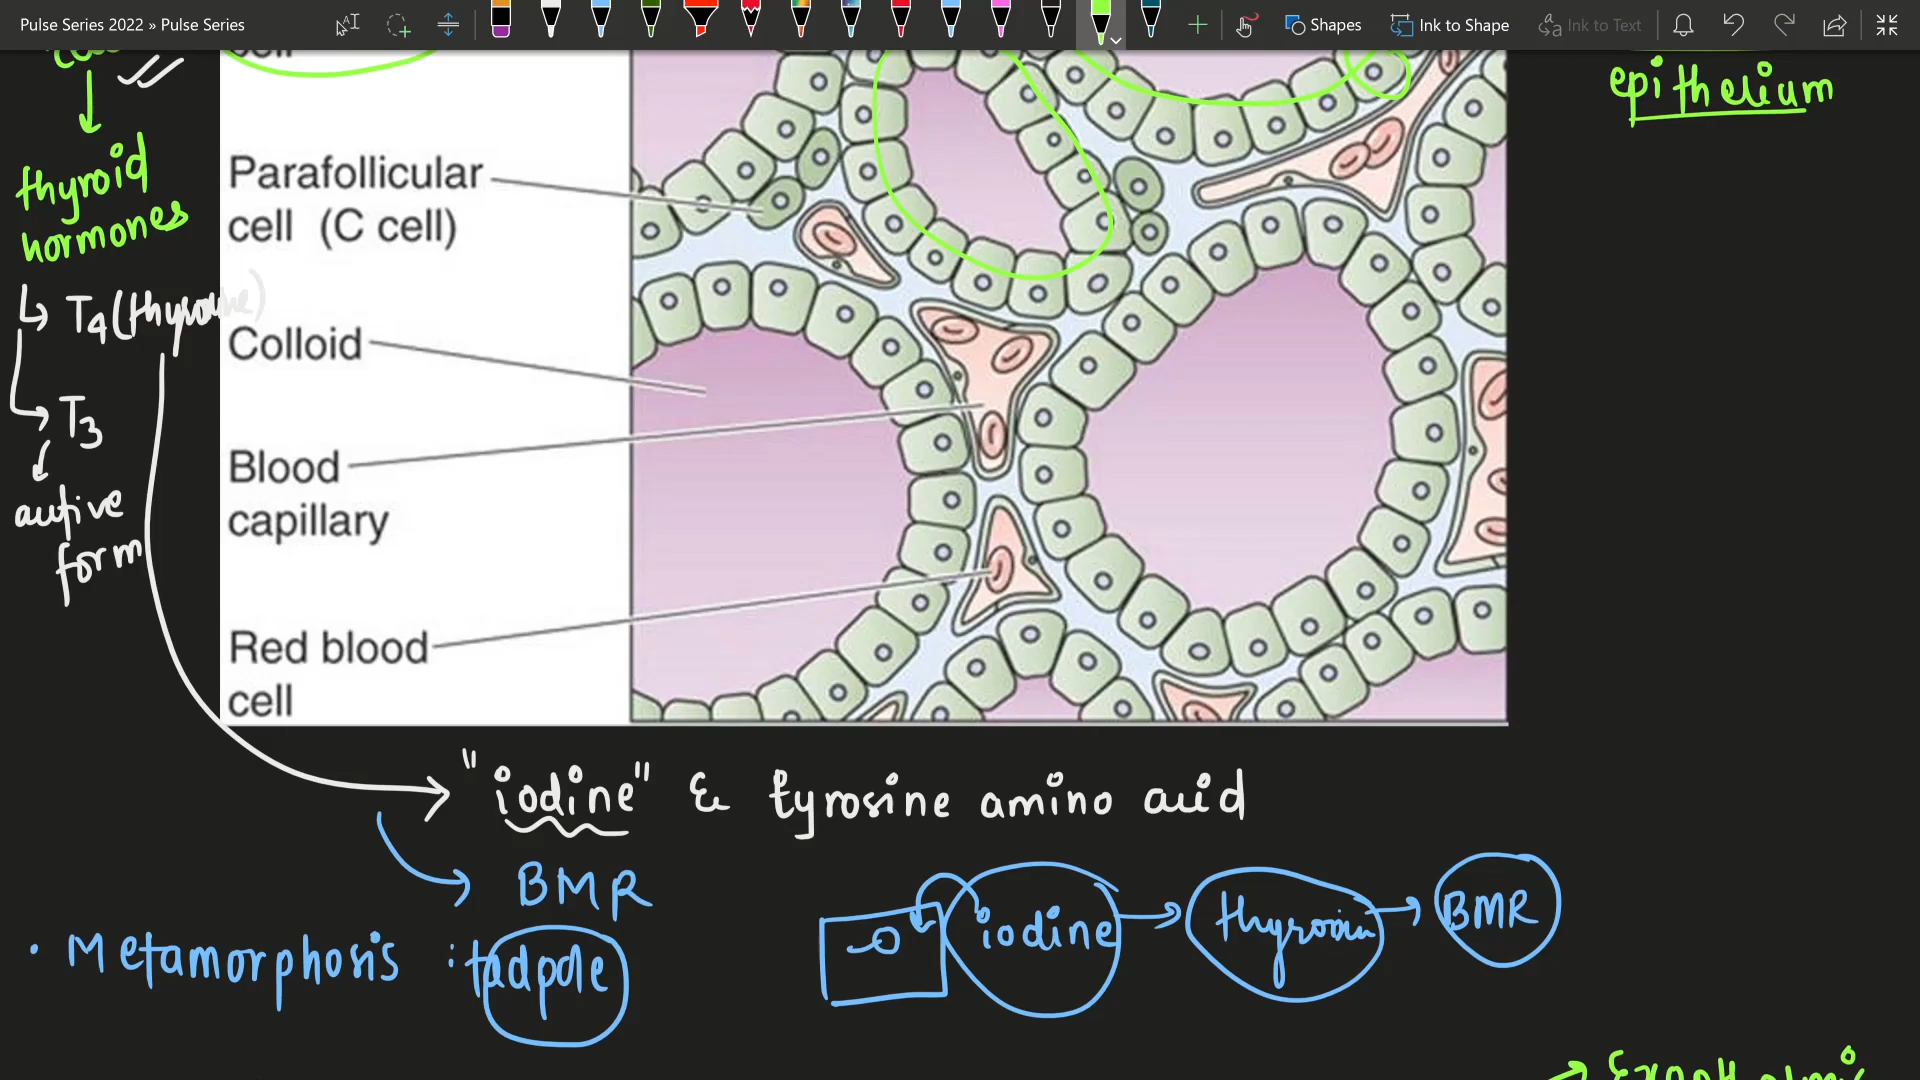 Pulse Series 2022 » Pulse Series
Shapes
Ink to Shape
Ink to Text
cell
epithelium
thyroid
hormones
T4 (thyroxine)
T3
active
form
Parafollicular
cell (C cell)
Colloid
Blood
capillary
Red blood
cell
"iodine" & tyrosine amino acid
BMR
iodine
thyroxin
BMR
• Metamorphosis : tadpole